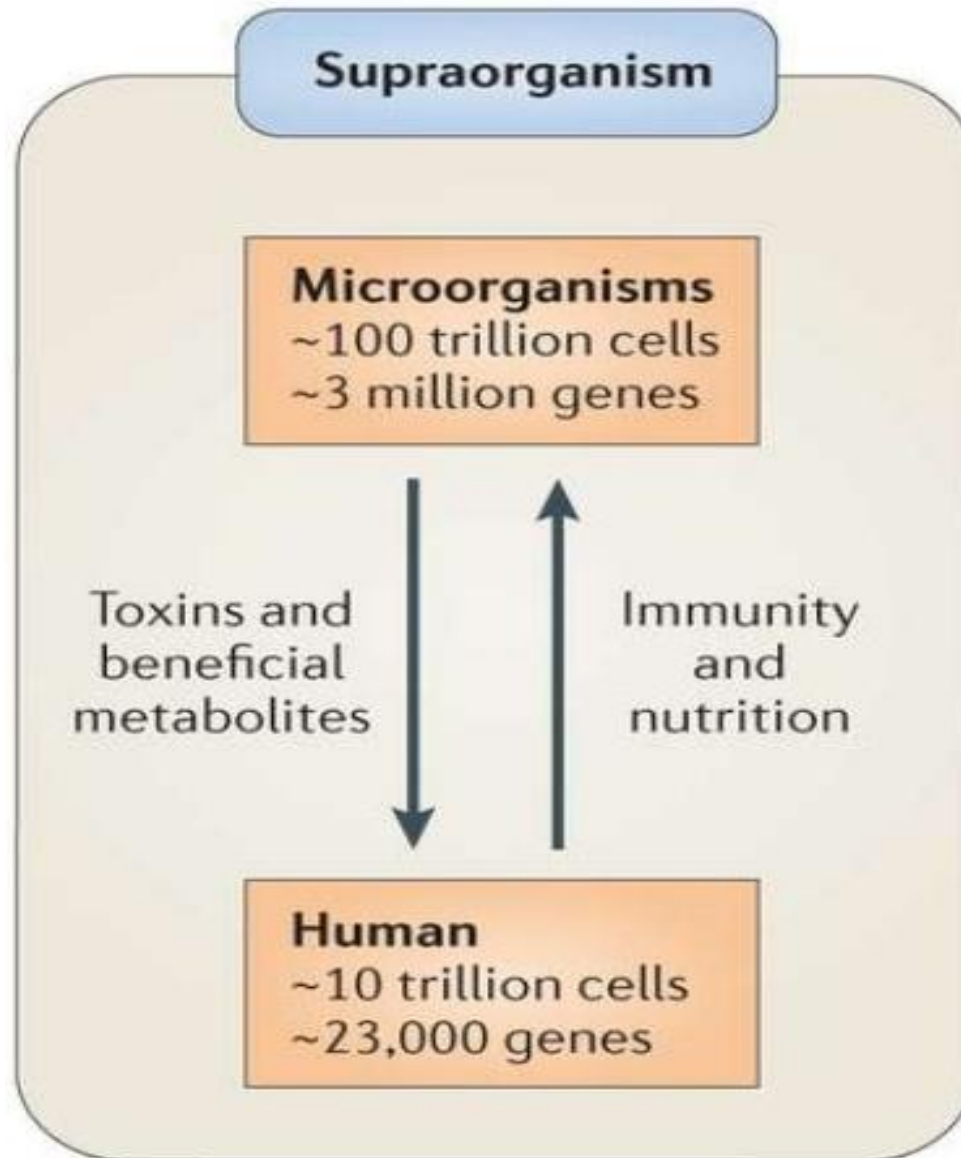 Supraorganism
Microorganisms
~100 trillion cells
~3 million genes
Toxins and
beneficial
metabolites
Immunity
and
nutrition
Human
~10 trillion cells
~23,000 genes